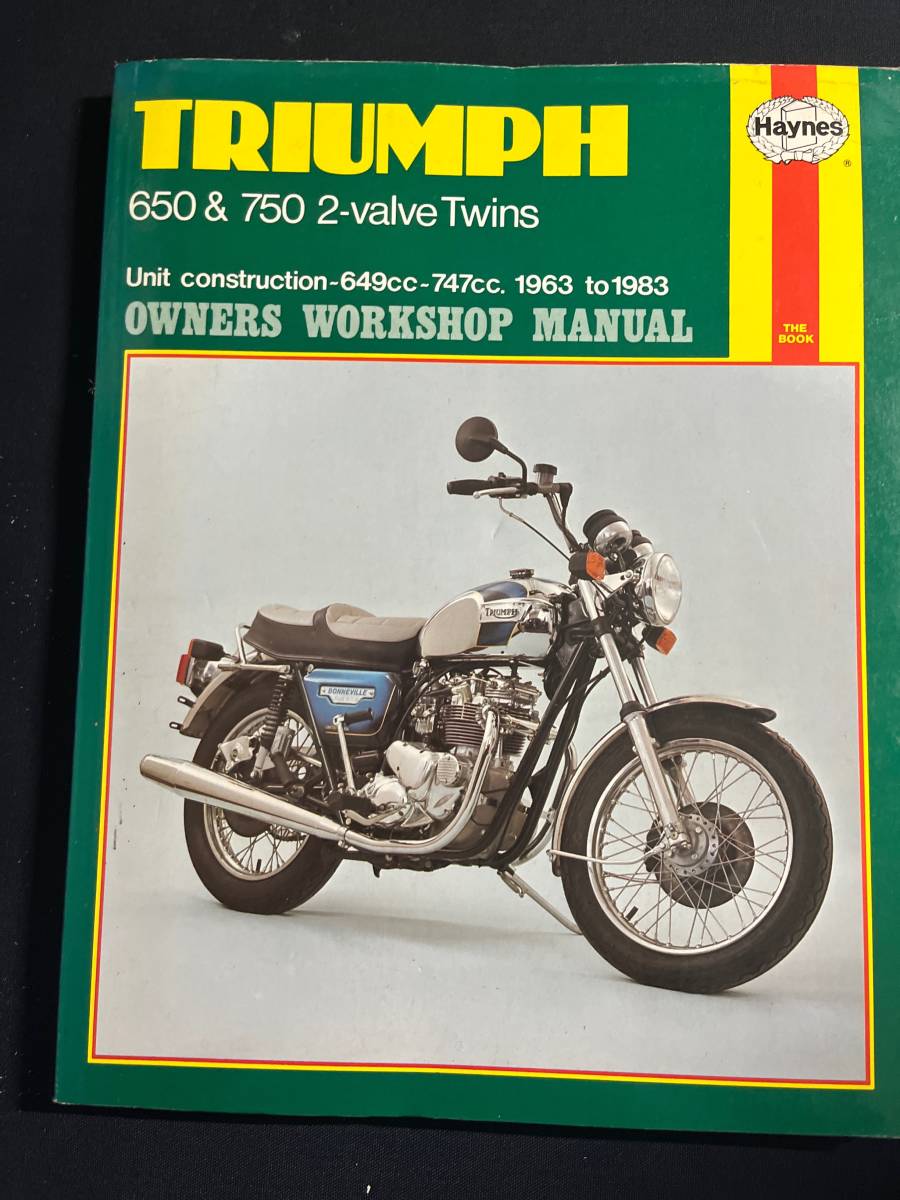 TRIUMPH
Haynes
®
650 & 750 2-valve Twins
Unit construction~649cc~747cc. 1963 to 1983
OWNERS WORKSHOP MANUAL
THE
BOOK
TRIUMPH
BONNEVILLE